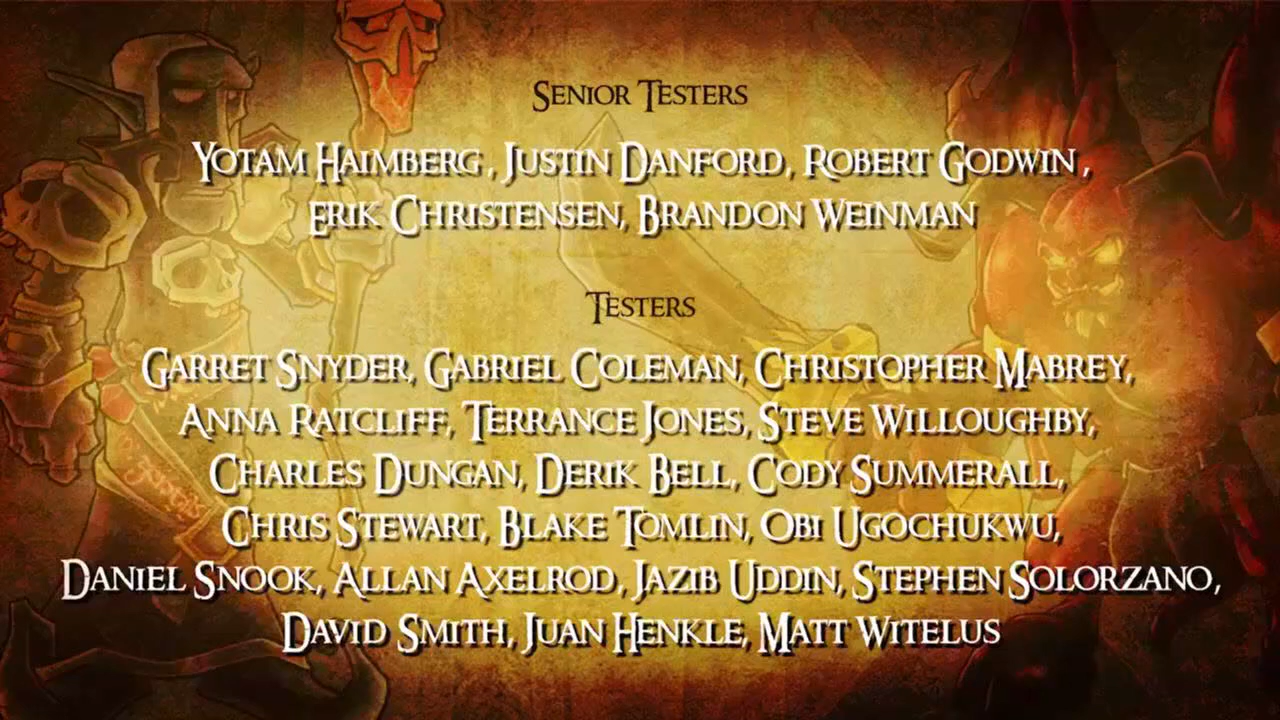 Senior Testers
Yotam Haimberg, Justin Danford, Robert Godwin,
Erik Christensen, Brandon Weinman
Testers
Garret Snyder, Gabriel Coleman, Christopher Mabrey,
Anna Ratcliff, Terrance Jones, Steve Willoughby,
Charles Dungan, Derik Bell, Cody Summerall,
Chris Stewart, Blake Tomlin, Obi Ugochukwu,
Daniel Snook, Allan Axelrod, Jazib Uddin, Stephen Solorzano,
David Smith, Juan Henkle, Matt Witelus